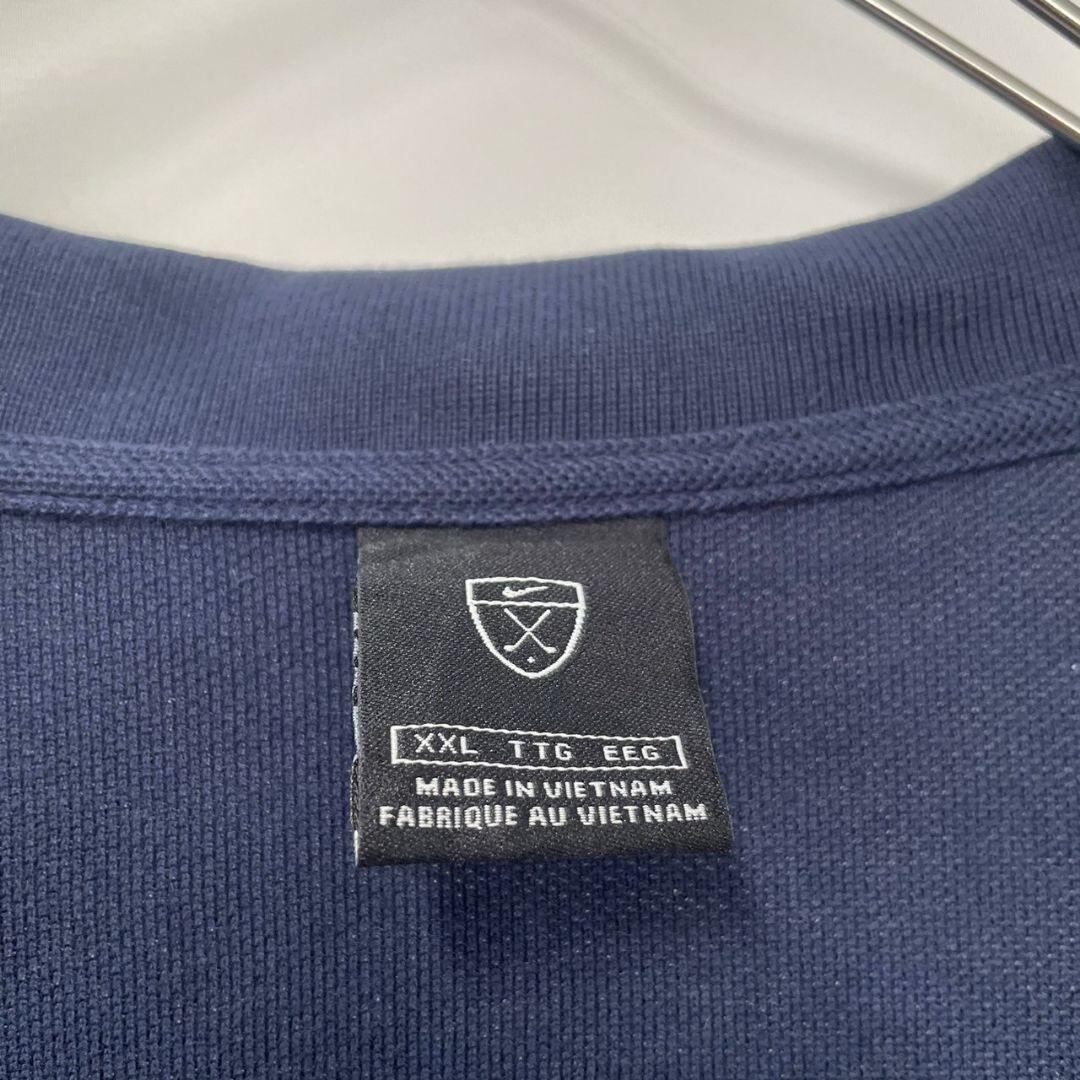 XXL TTG EEG
MADE IN VIETNAM
FABRIQUE AU VIETNAM